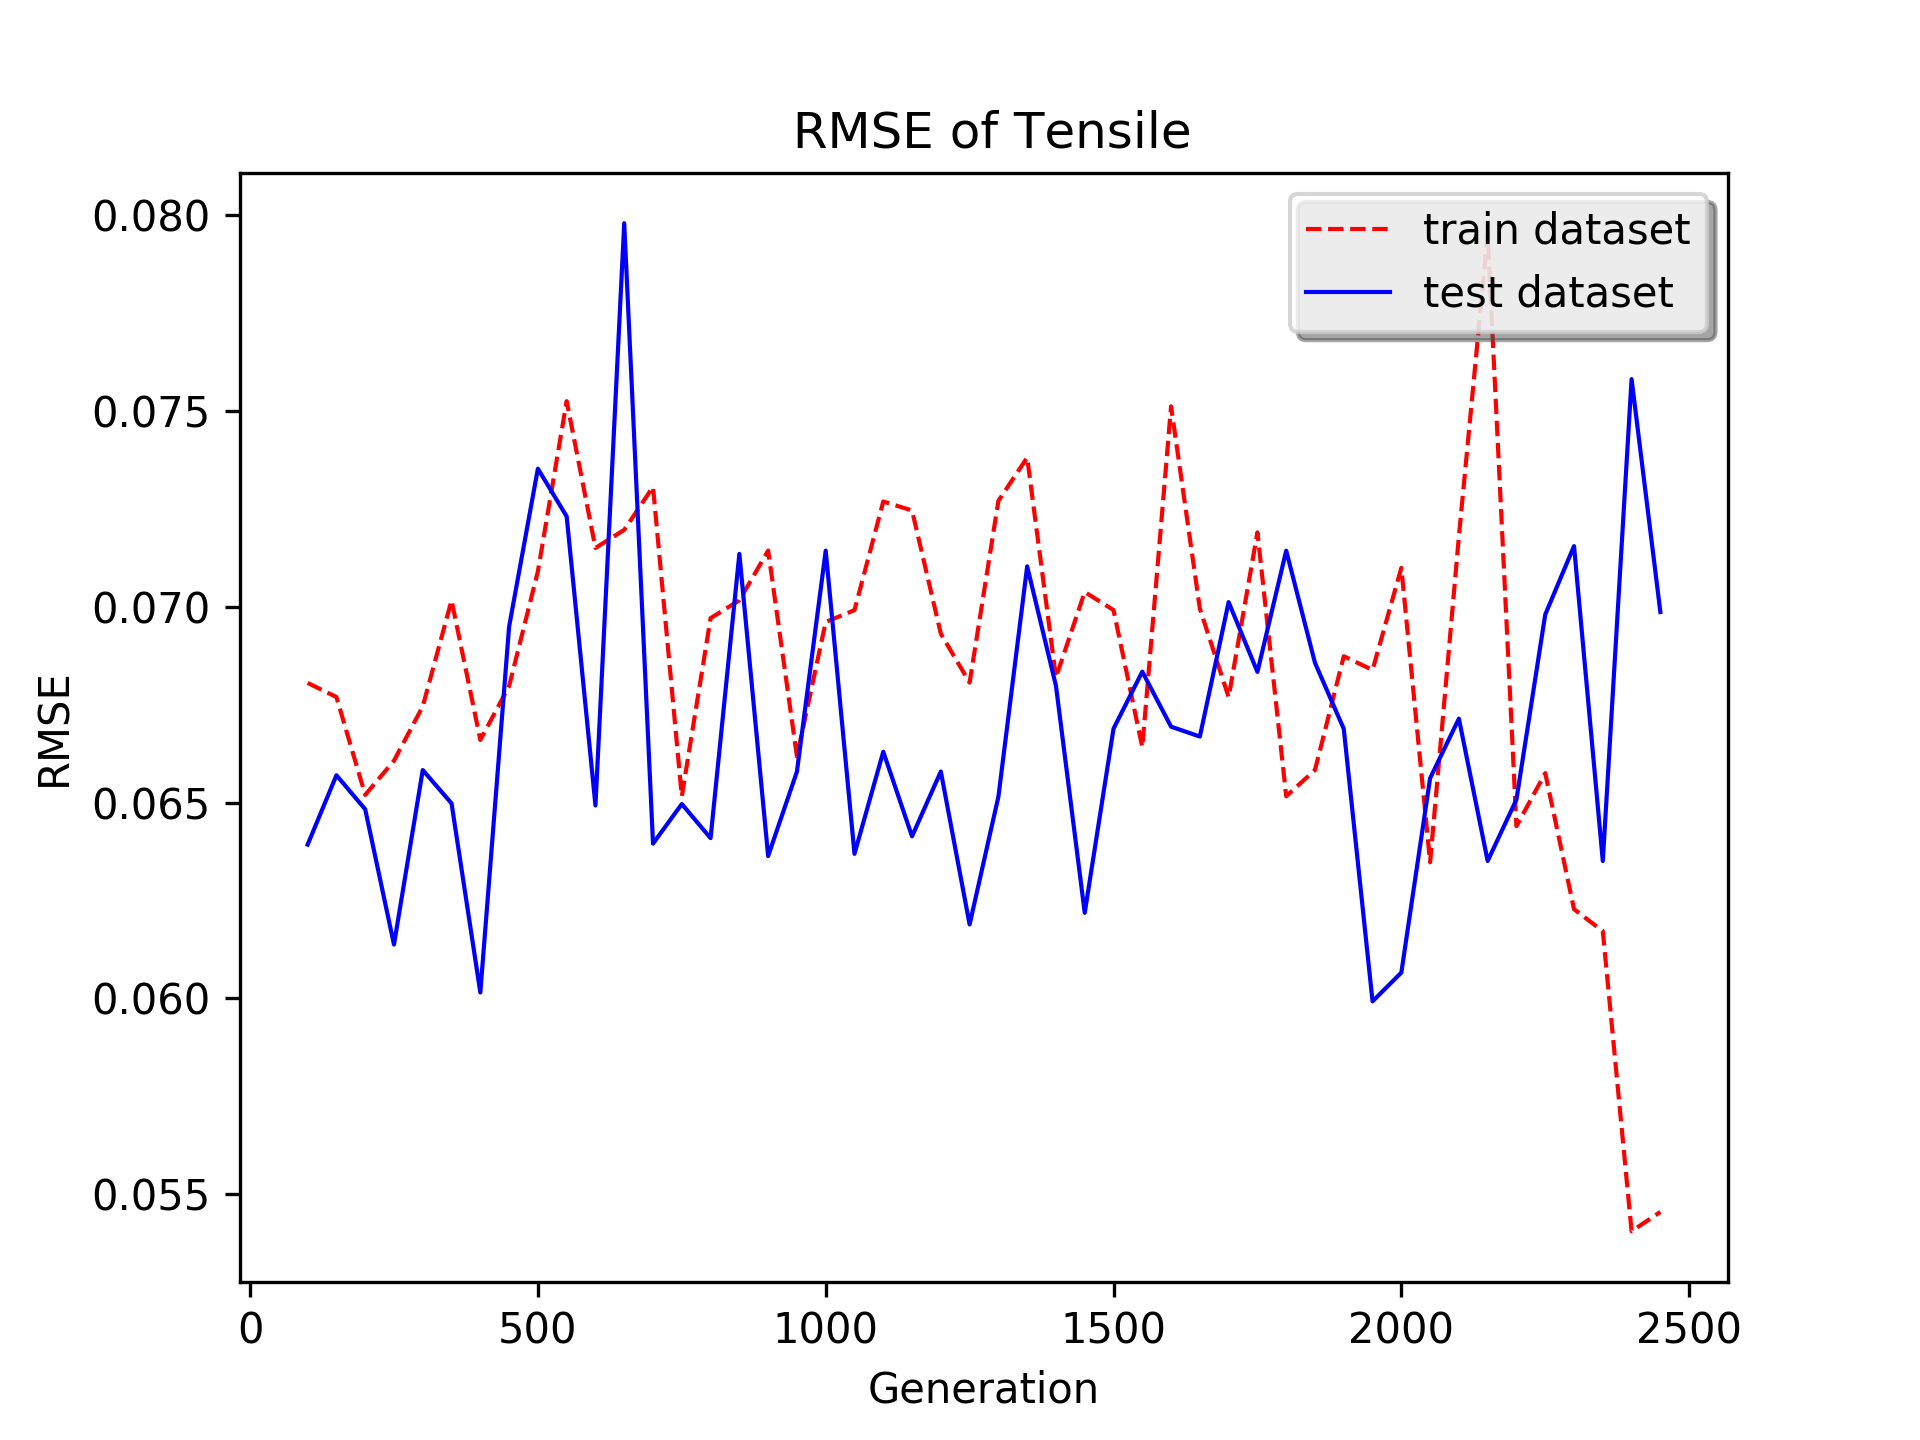 RMSE of Tensile
train dataset
test dataset
0.080
0.075
0.070
0.065
0.060
0.055
RMSE
0 500 1000 1500 2000 2500
Generation